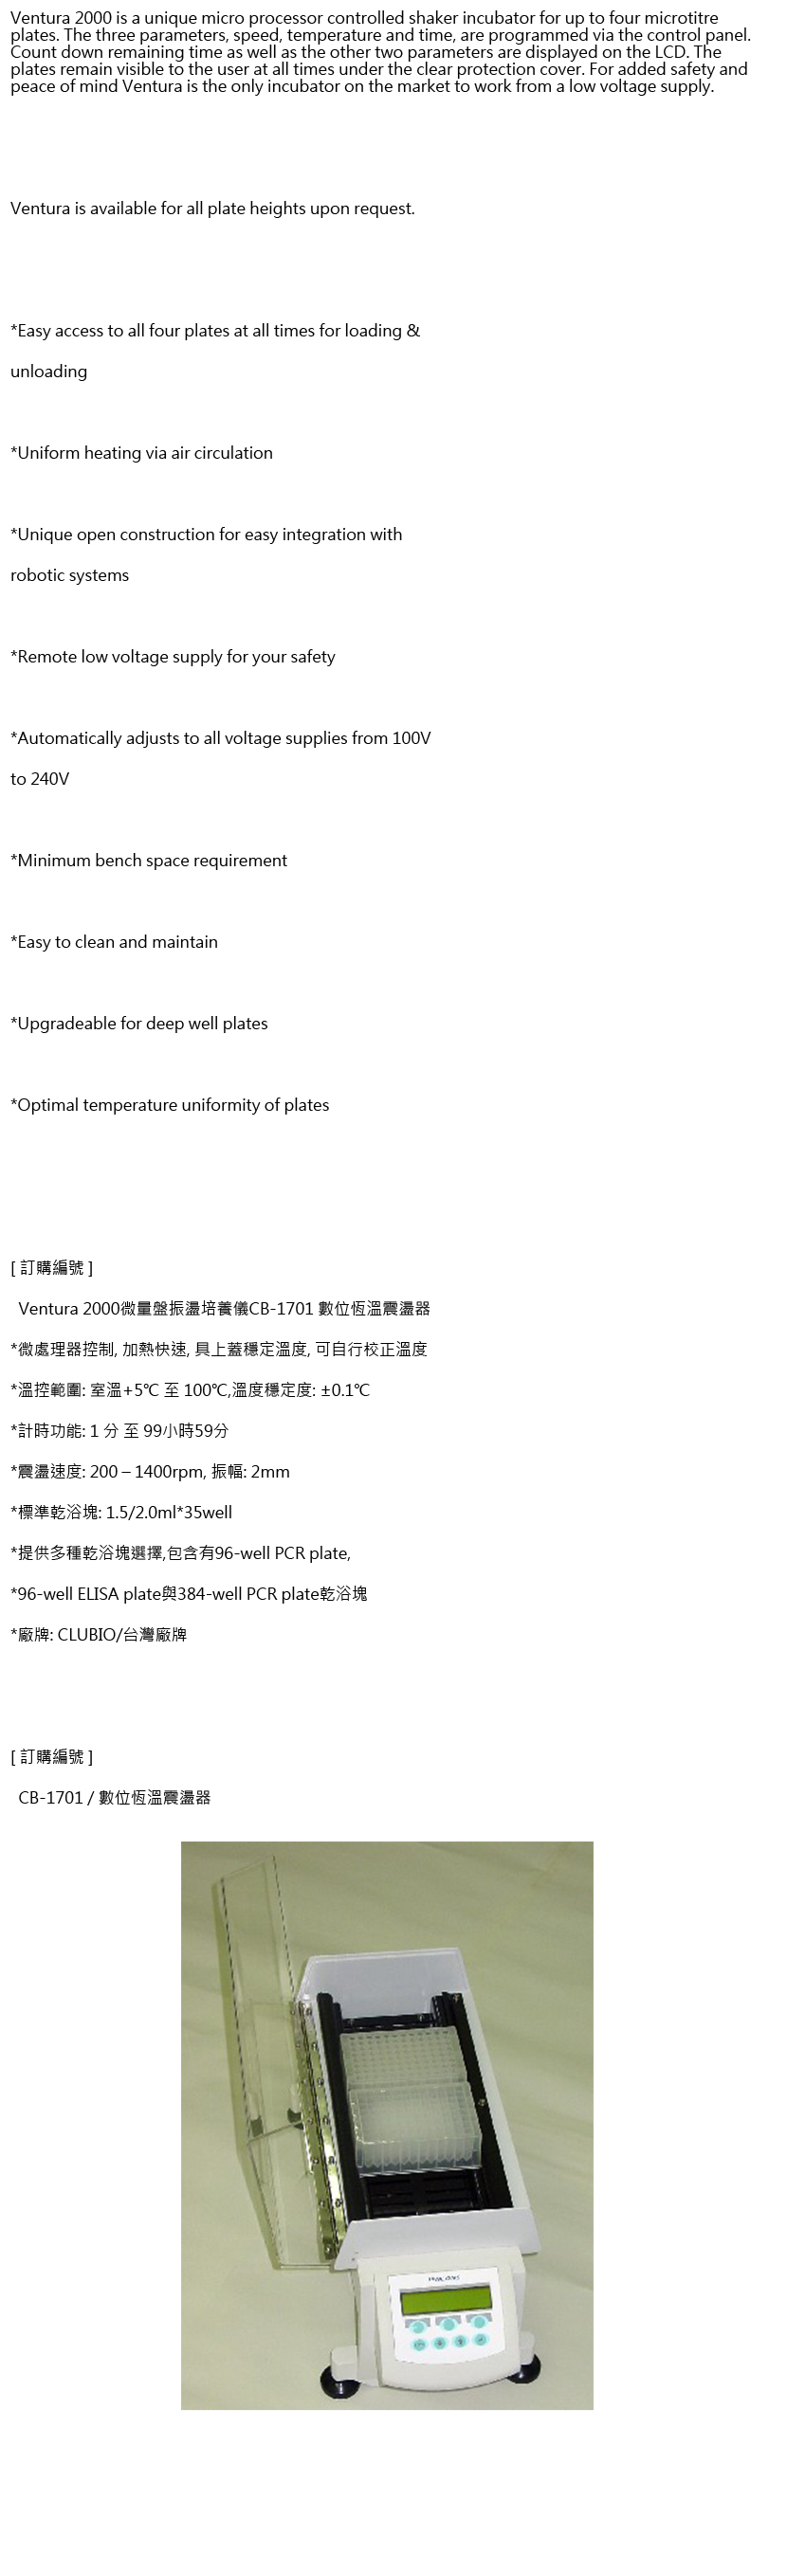 Ventura 2000 is a unique micro processor controlled shaker incubator for up to four microtitre
plates. The three parameters, speed, temperature and time, are programmed via the control panel.
Count down remaining time as well as the other two parameters are displayed on the LCD. The
plates remain visible to the user at all times under the clear protection cover. For added safety and
peace of mind Ventura is the only incubator on the market to work from a low voltage supply.
Ventura is available for all plate heights upon request.
*Easy access to all four plates at all times for loading &
unloading
*Uniform heating via air circulation
*Unique open construction for easy integration with
robotic systems
*Remote low voltage supply for your safety
*Automatically adjusts to all voltage supplies from 100V
to 240V
*Minimum bench space requirement
*Easy to clean and maintain
*Upgradeable for deep well plates
*Optimal temperature uniformity of plates
[ 訂購編號 ]
Ventura 2000微量盤振盪培養儀CB-1701 數位恆溫震盪器
*微處理器控制, 加熱快速, 具上蓋穩定溫度, 可自行校正溫度
*溫控範圍: 室溫+5℃ 至 100℃,溫度穩定度: ±0.1℃
*計時功能: 1 分 至 99小時59分
*震盪速度: 200 – 1400rpm, 振幅: 2mm
*標準乾浴塊: 1.5/2.0ml*35well
*提供多種乾浴塊選擇,包含有96-well PCR plate,
*96-well ELISA plate與384-well PCR plate乾浴塊
*廠牌: CLUBIO/台灣廠牌
[ 訂購編號 ]
CB-1701 / 數位恆溫震盪器